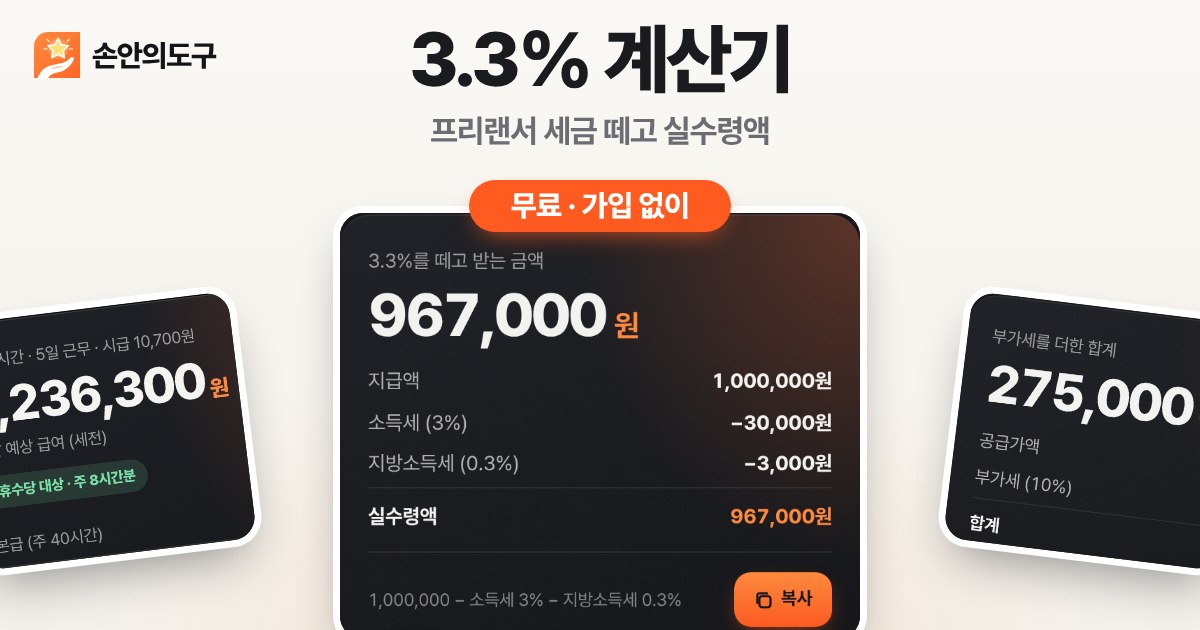 손안의도구
3.3% 계산기
프리랜서 세금 떼고 실수령액
무료 · 가입 없이
3.3%를 떼고 받는 금액
967,000 원
지급액 1,000,000원
소득세 (3%) −30,000원
지방소득세 (0.3%) −3,000원
실수령액 967,000원
1,000,000 − 소득세 3% − 지방소득세 0.3%
복사
시간 · 5일 근무 · 시급 10,700원
,236,300원
예상 급여 (세전)
휴수당 대상 · 주 8시간분
본급 (주 40시간)
부가세를 더한 합계
275,000
공급가액
부가세 (10%)
합계